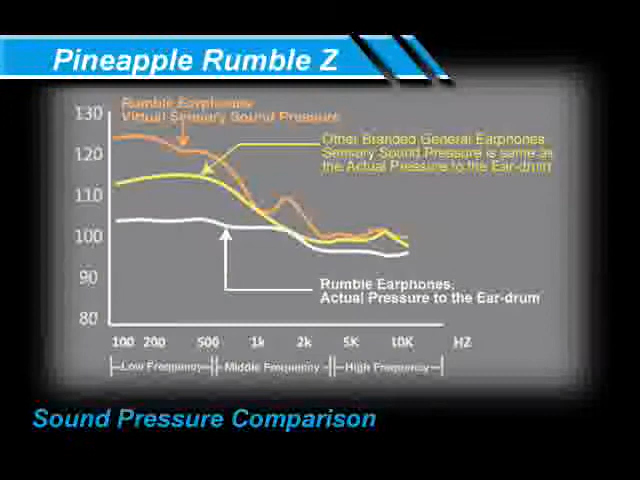 Pineapple Rumble Z
Rumble Earphones,
Virtual Sensory Sound Pressure
Other Branded General Earphones,
Sensory Sound Pressure is same as
the Actual Pressure to the Ear-drum
130
120
110
100
90
80
Rumble Earphones,
Actual Pressure to the Ear-drum
100 200 500 1k 2k 5K 10K HZ
Low Frequency Middle Frequency High Frequency
Sound Pressure Comparison